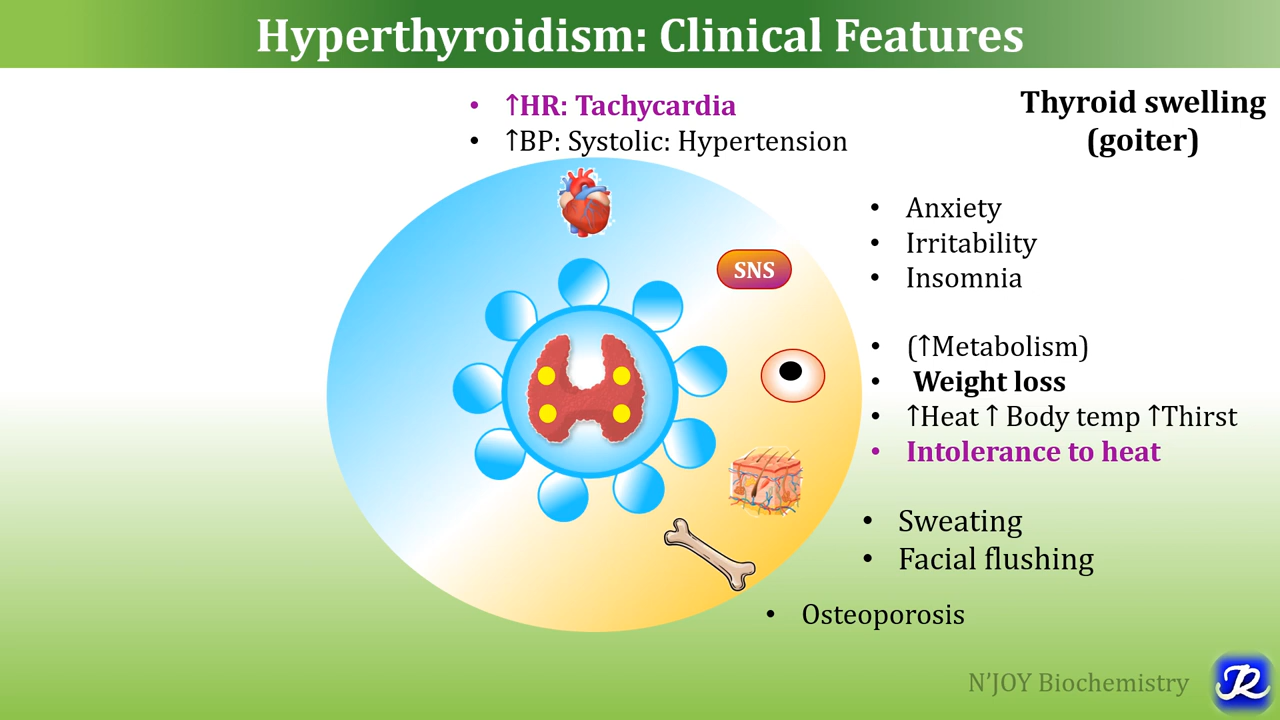 Hyperthyroidism: Clinical Features
• ↑HR: Tachycardia
• ↑BP: Systolic: Hypertension
Thyroid swelling
(goiter)
• Anxiety
• Irritability
• Insomnia
SNS
• (↑Metabolism)
• Weight loss
• ↑Heat ↑ Body temp ↑Thirst
• Intolerance to heat
• Sweating
• Facial flushing
• Osteoporosis
N'JOY Biochemistry